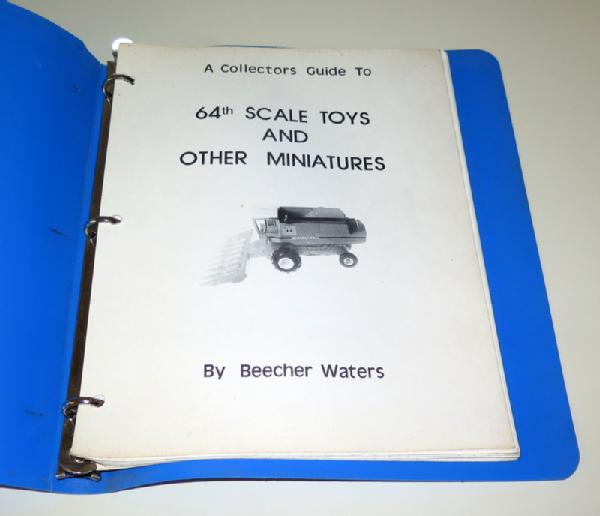 A Collectors Guide To
64th SCALE TOYS
AND
OTHER MINIATURES
By Beecher Waters